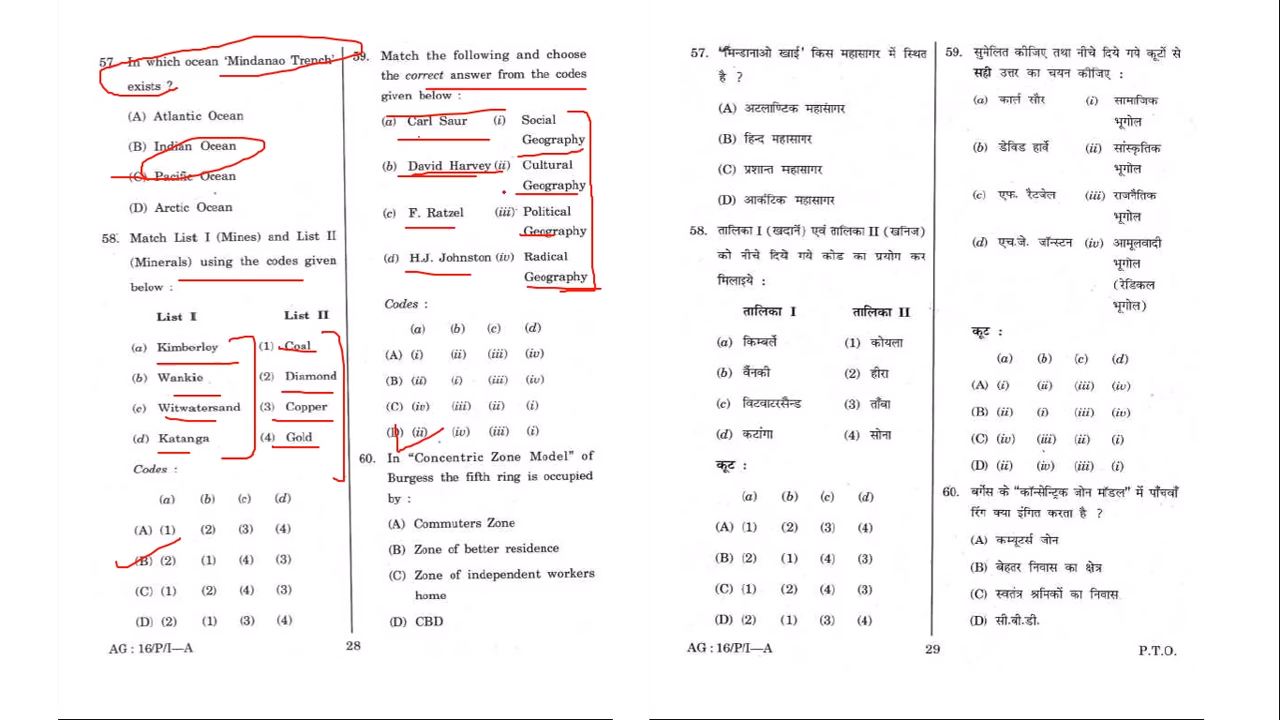 57. In which ocean 'Mindanao Trench'
exists ?
(A) Atlantic Ocean
(B) Indian Ocean
(C) Pacific Ocean
(D) Arctic Ocean
58. Match List I (Mines) and List II
(Minerals) using the codes given
below :
List I List II
(a) Kimberley (1) Coal
(b) Wankie (2) Diamond
(c) Witwatersand (3) Copper
(d) Katanga (4) Gold
Codes :
(a) (b) (c) (d)
(A) (1) (2) (3) (4)
(B) (2) (1) (4) (3)
(C) (1) (2) (4) (3)
(D) (2) (1) (3) (4)
AG : 16/P/I—A
59. Match the following and choose
the correct answer from the codes
given below :
(a) Carl Saur (i) Social
Geography
(b) David Harvey (ii) Cultural
Geography
(c) F. Ratzel (iii) Political
Geography
(d) H.J. Johnston (iv) Radical
Geography
Codes :
(a) (b) (c) (d)
(A) (i) (ii) (iii) (iv)
(B) (ii) (i) (iii) (iv)
(C) (iv) (iii) (ii) (i)
(D) (ii) (iv) (iii) (i)
60. In "Concentric Zone Model" of
Burgess the fifth ring is occupied
by :
(A) Commuters Zone
(B) Zone of better residence
(C) Zone of independent workers
home
(D) CBD
28
57. 'मिन्डानाओ खाई' किस महासागर में स्थित
है ?
(A) अटलाण्टिक महासागर
(B) हिन्द महासागर
(C) प्रशान्त महासागर
(D) आर्कटिक महासागर
58. तालिका I (खदानें) एवं तालिका II (खनिज)
को नीचे दियें गये कोड का प्रयोग कर
मिलाइये :
तालिका I तालिका II
(a) किम्बर्ले (1) कोयला
(b) वैंनकी (2) हीरा
(c) विटवाटरसैन्ड (3) ताँबा
(d) कटांगा (4) सोना
कूट :
(a) (b) (c) (d)
(A) (1) (2) (3) (4)
(B) (2) (1) (4) (3)
(C) (1) (2) (4) (3)
(D) (2) (1) (3) (4)
AG : 16/P/I—A
59. सुमेलित कीजिए तथा नीचे दिये गये कूटों से
सही उत्तर का चयन कीजिए :
(a) कार्ल सौर (i) सामाजिक
भूगोल
(b) डेविड हार्वे (ii) सांस्कृतिक
भूगोल
(c) एफ. रैटजेल (iii) राजनैतिक
भूगोल
(d) एच.जे. जॉन्स्टन (iv) आमूलवादी
भूगोल
(रेडिकल
भूगोल)
कूट :
(a) (b) (c) (d)
(A) (i) (ii) (iii) (iv)
(B) (ii) (i) (iii) (iv)
(C) (iv) (iii) (ii) (i)
(D) (ii) (iv) (iii) (i)
60. बर्गेस के "कॉन्सेन्ट्रिक जोन मॉडल" में पाँचवाँ
रिंग क्या इंगित करता है ?
(A) कम्यूटर्स जोन
(B) बेहतर निवास का क्षेत्र
(C) स्वतंत्र श्रमिकों का निवास
(D) सी.बी.डी.
29
P.T.O.